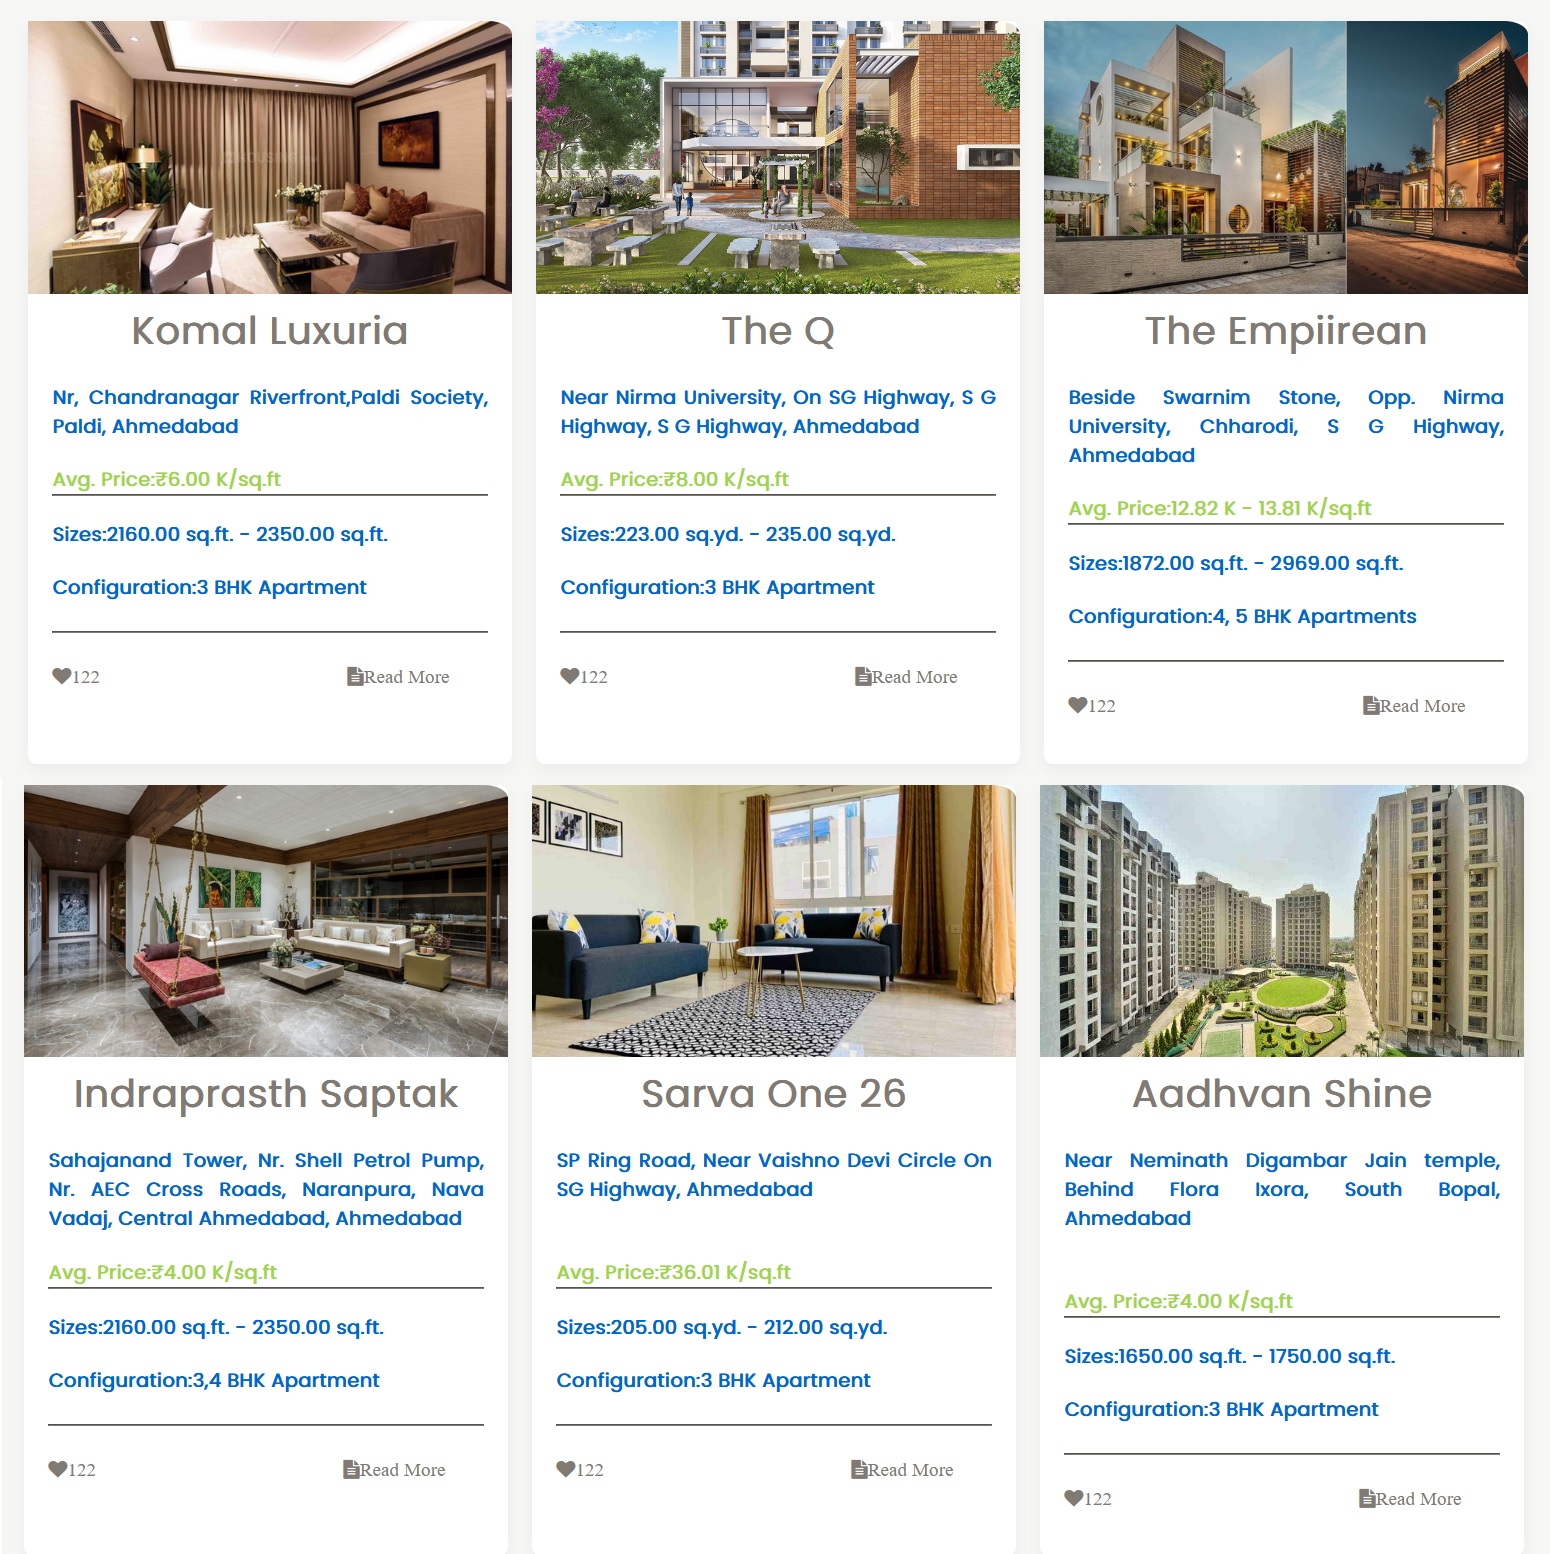 Komal Luxuria
Nr, Chandranagar Riverfront,Paldi Society,
Paldi, Ahmedabad
Avg. Price:₹6.00 K/sq.ft
Sizes:2160.00 sq.ft. - 2350.00 sq.ft.
Configuration:3 BHK Apartment
122
Read More
The Q
Near Nirma University, On SG Highway, S G
Highway, S G Highway, Ahmedabad
Avg. Price:₹8.00 K/sq.ft
Sizes:223.00 sq.yd. - 235.00 sq.yd.
Configuration:3 BHK Apartment
122
Read More
The Empiirean
Beside Swarnim Stone, Opp. Nirma
University, Chharodi, S G Highway,
Ahmedabad
Avg. Price:12.82 K - 13.81 K/sq.ft
Sizes:1872.00 sq.ft. - 2969.00 sq.ft.
Configuration:4, 5 BHK Apartments
122
Read More
Indraprasth Saptak
Sahajanand Tower, Nr. Shell Petrol Pump,
Nr. AEC Cross Roads, Naranpura, Nava
Vadaj, Central Ahmedabad, Ahmedabad
Avg. Price:₹4.00 K/sq.ft
Sizes:2160.00 sq.ft. - 2350.00 sq.ft.
Configuration:3,4 BHK Apartment
122
Read More
Sarva One 26
SP Ring Road, Near Vaishno Devi Circle On
SG Highway, Ahmedabad
Avg. Price:₹36.01 K/sq.ft
Sizes:205.00 sq.yd. - 212.00 sq.yd.
Configuration:3 BHK Apartment
122
Read More
Aadhvan Shine
Near Neminath Digambar Jain temple,
Behind Flora Ixora, South Bopal,
Ahmedabad
Avg. Price:₹4.00 K/sq.ft
Sizes:1650.00 sq.ft. - 1750.00 sq.ft.
Configuration:3 BHK Apartment
122
Read More